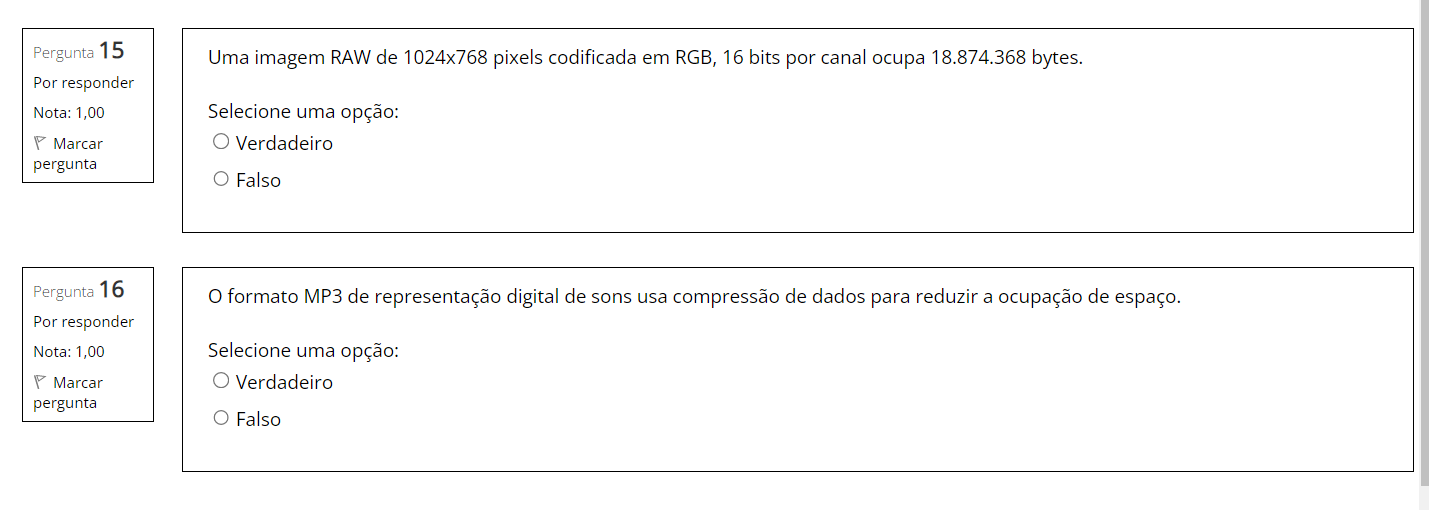 Pergunta 15
Por responder
Nota: 1,00
Marcar
pergunta
Uma imagem RAW de 1024x768 pixels codificada em RGB, 16 bits por canal ocupa 18.874.368 bytes.
Selecione uma opção:
Verdadeiro
Falso
Pergunta 16
Por responder
Nota: 1,00
Marcar
pergunta
O formato MP3 de representação digital de sons usa compressão de dados para reduzir a ocupação de espaço.
Selecione uma opção:
Verdadeiro
Falso